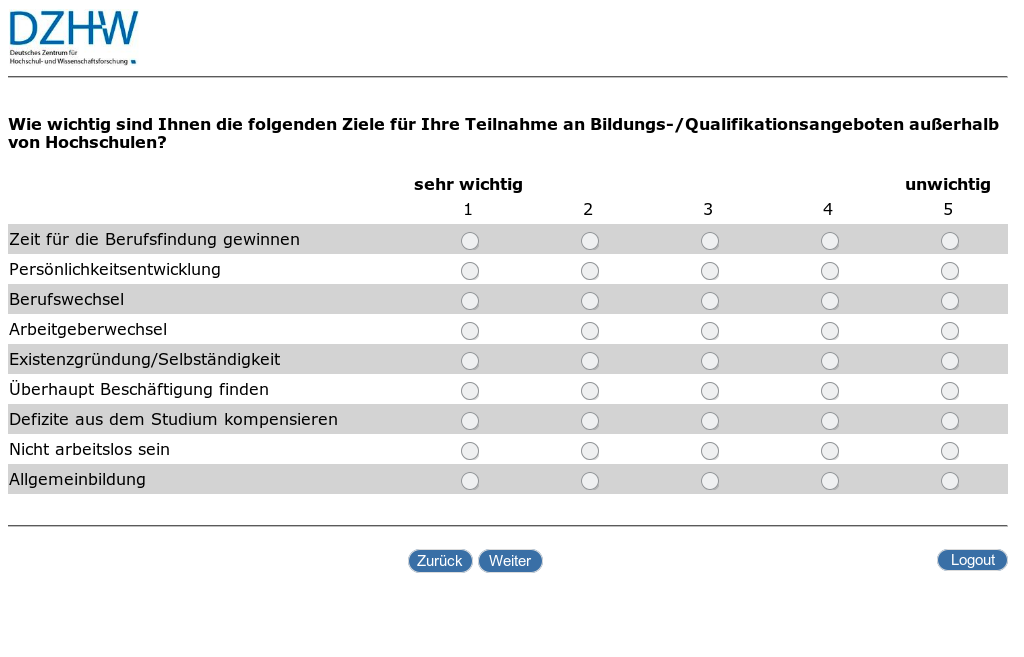 DZHW
Deutsches Zentrum für
Hochschul- und Wissenschaftsforschung
Wie wichtig sind Ihnen die folgenden Ziele für Ihre Teilnahme an Bildungs-/Qualifikationsangeboten außerhalb
von Hochschulen?
sehr wichtig unwichtig
1 2 3 4 5
Zeit für die Berufsfindung gewinnen
Persönlichkeitsentwicklung
Berufswechsel
Arbeitgeberwechsel
Existenzgründung/Selbständigkeit
Überhaupt Beschäftigung finden
Defizite aus dem Studium kompensieren
Nicht arbeitslos sein
Allgemeinbildung
Zurück Weiter Logout